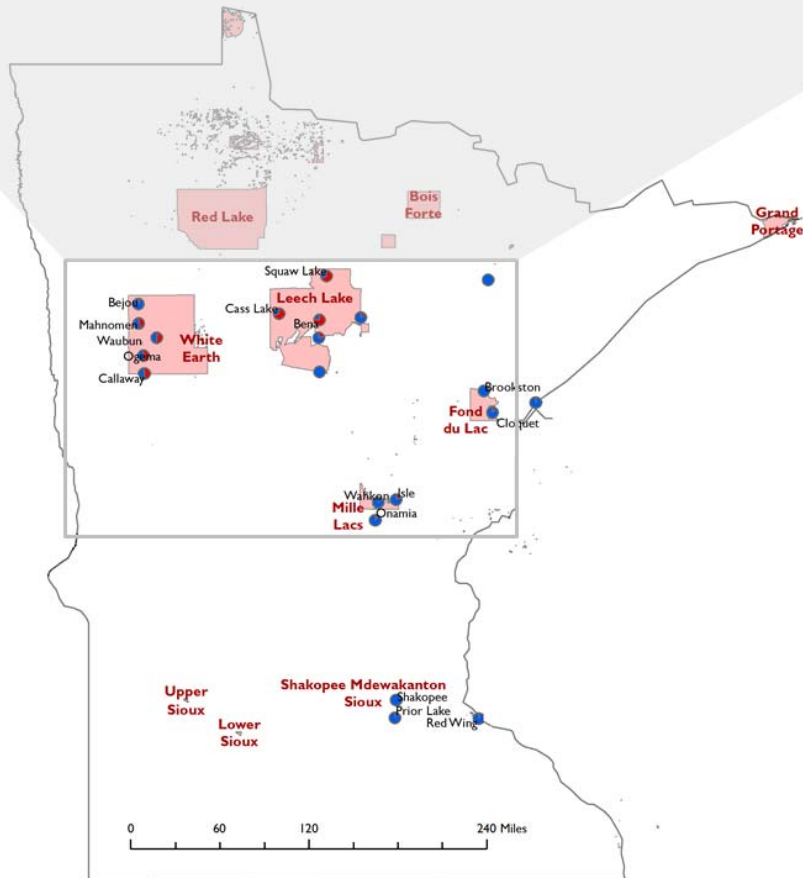 Red Lake
Bois
Forte
Grand
Portage
Squaw Lake
Leech Lake
Bejou
Cass Lake
Mahnomen
Bena
Waubun
White
Earth
Ogema
Callaway
Brookston
Fond
du Lac
Cloquet
Wahkon
Isle
Mille
Lacs
Onamia
Upper
Sioux
Shakopee Mdewakanton
Sioux
Shakopee
Prior Lake
Red Wing
Lower
Sioux
0 60 120 240 Miles